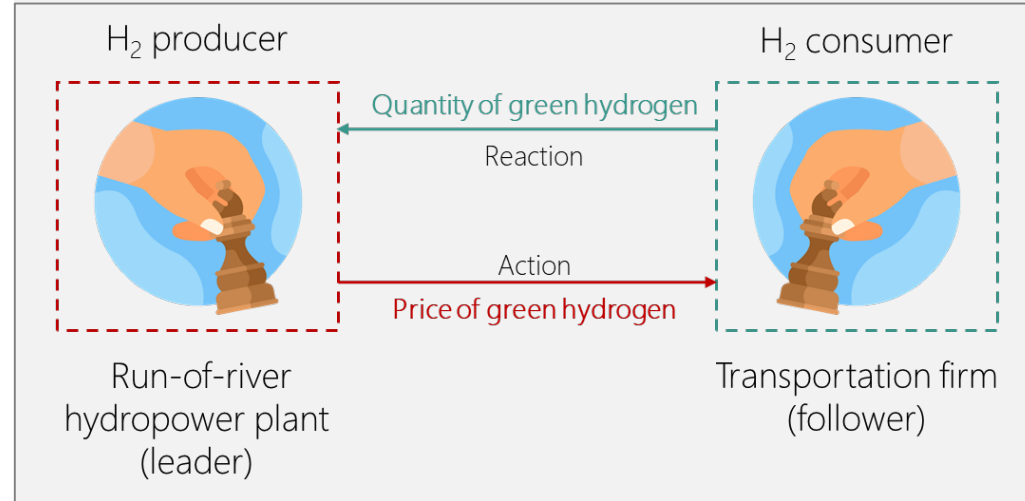 H₂ producer
H₂ consumer
Quantity of green hydrogen
Reaction
Action
Price of green hydrogen
Run-of-river
hydropower plant
(leader)
Transportation firm
(follower)